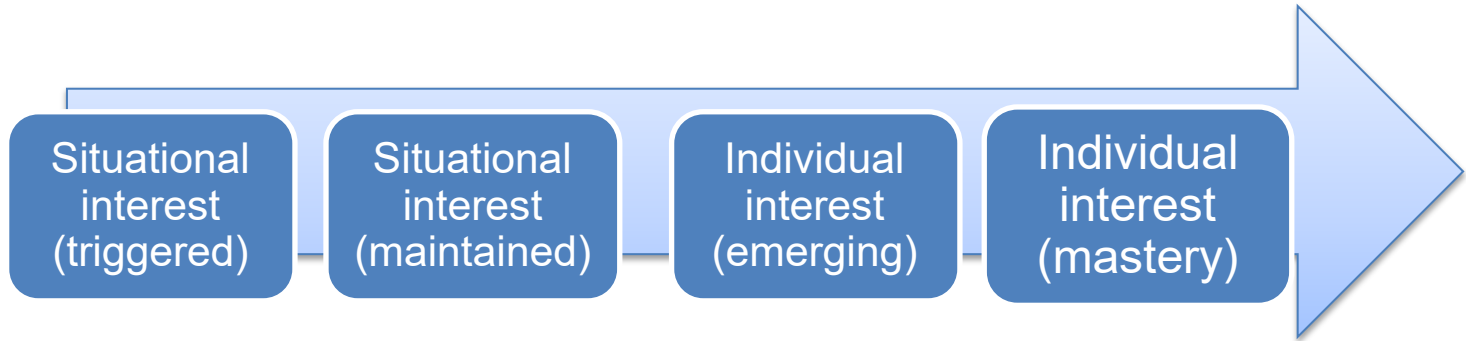 Situational
interest
(triggered)
Situational
interest
(maintained)
Individual
interest
(emerging)
Individual
interest
(mastery)